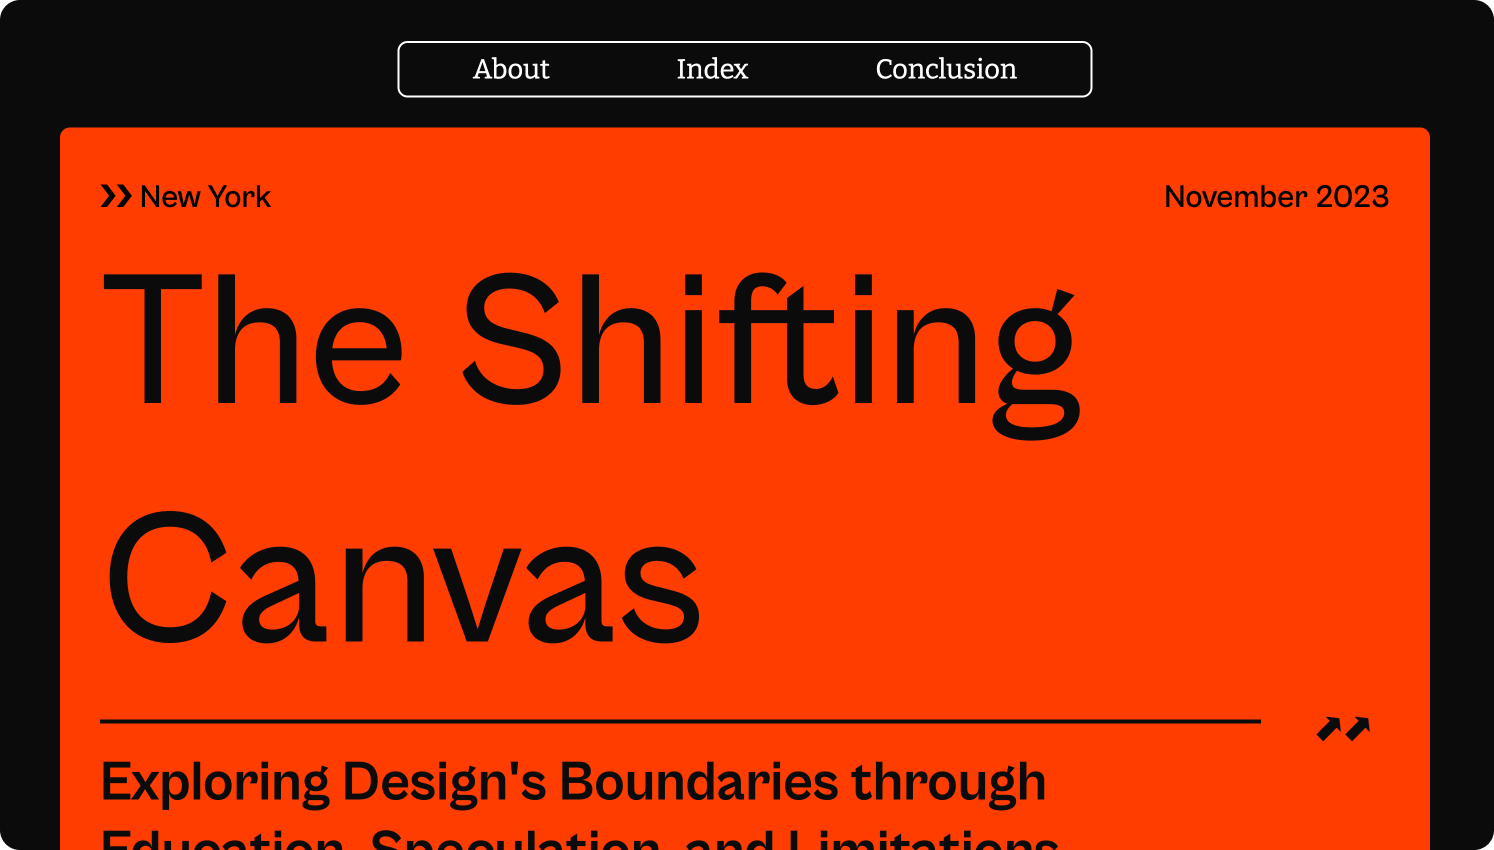 About Index Conclusion
New York November 2023
The Shifting
Canvas
Exploring Design's Boundaries through
Education, Speculation, and Limitations